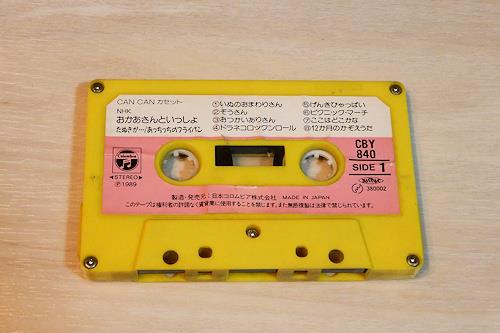 CAN CAN カセット
NHK
おかあさんといっしょ
たぬきが…/あっちっちのフライパン
①いぬのおまわりさん
②ぞうさん
③おつかいありさん
④ドラネコロックンロール
⑤げんきひゃっぱい
⑥ピクニック・マーチ
⑦ここはどこかな
⑧12か月のかぞえうた
Columbia
◀STEREO▶
Ⓟ1989
CBY
840
SIDE 1
380002
製造・発売元:日本コロムビア株式会社 MADE IN JAPAN
このテープは権利者の許諾なく賃貸業に使用することを禁じます。また無断複製は法律で禁じられています。